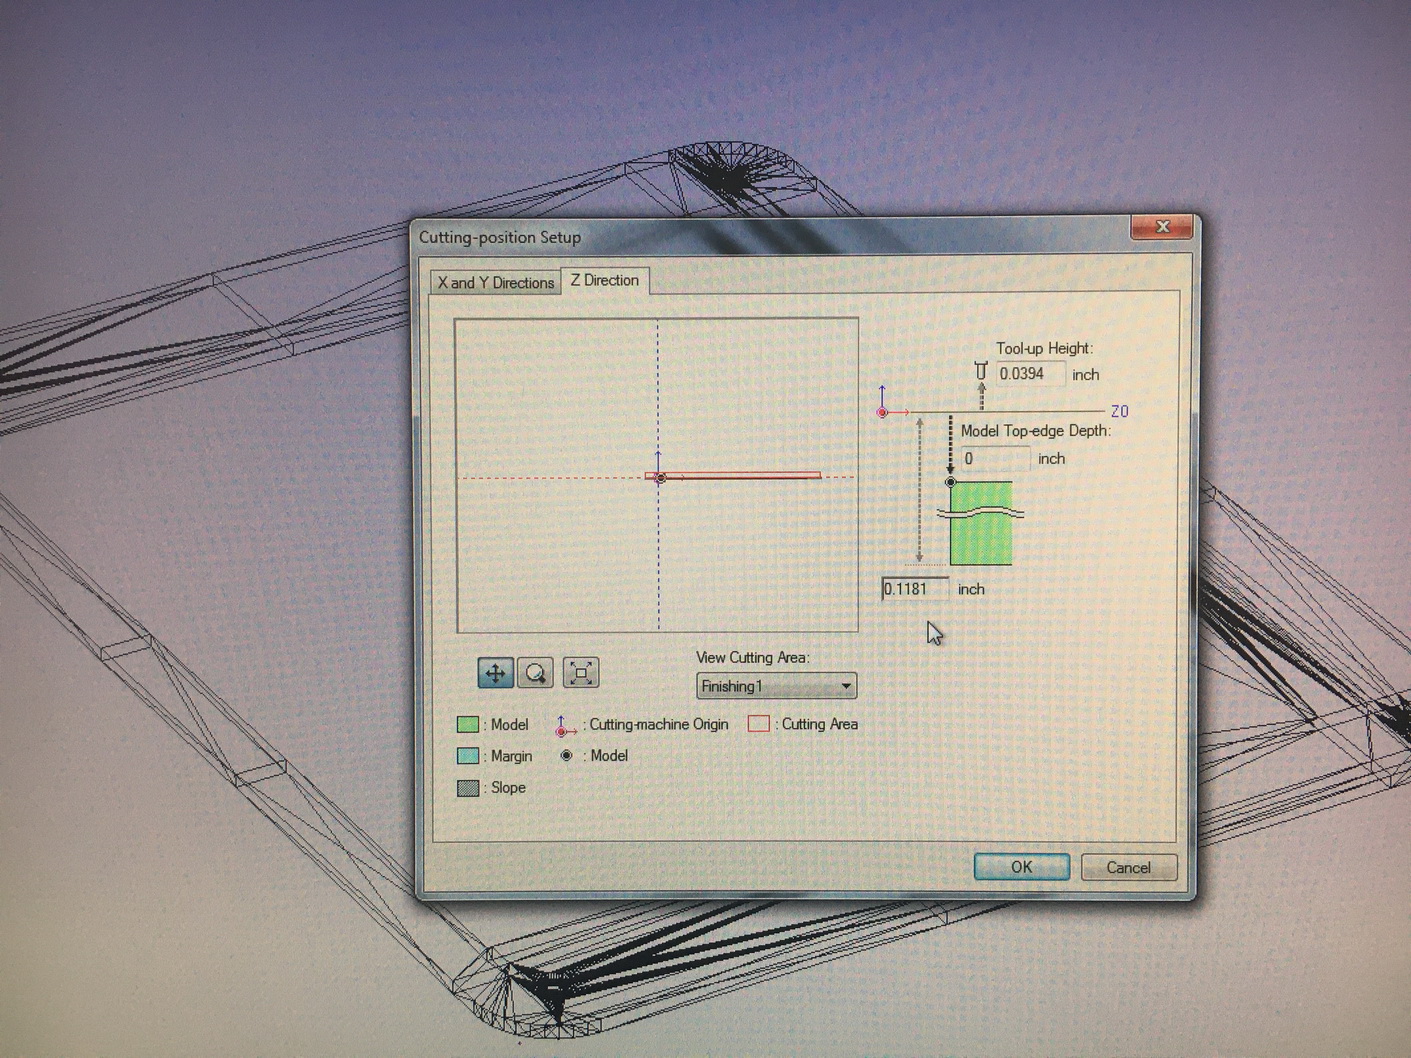 Cutting-position Setup
X
X and Y Directions
Z Direction
Tool-up Height:
0.0394 inch
Z0
Model Top-edge Depth:
0 inch
0.1181 inch
View Cutting Area:
Finishing1
: Model
: Cutting-machine Origin
: Cutting Area
: Margin
: Model
: Slope
OK
Cancel